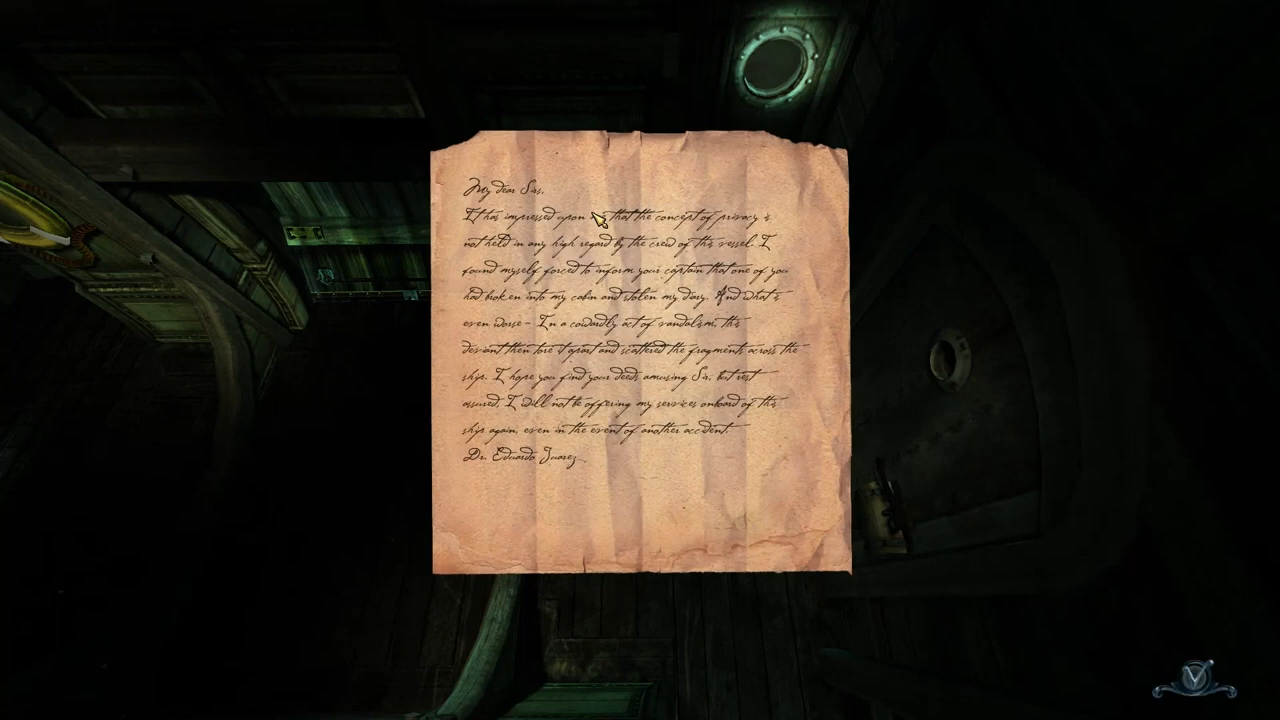 My dear Sirs,
It has impressed upon that the concept of privacy is
not held in any high regard by the crew of this vessel. I
found myself forced to inform your captain that one of you
had broken into my cabin and stolen my diary. And what's
even worse - In a cowardly act of vandalism, this
deviant then tore it apart and scattered the fragments across the
ship. I hope you find your deeds amusing Sir, but rest
assured, I will not be offering my services onboard of this
ship again, even in the event of another accident.
Dr. Eduardo Juarez